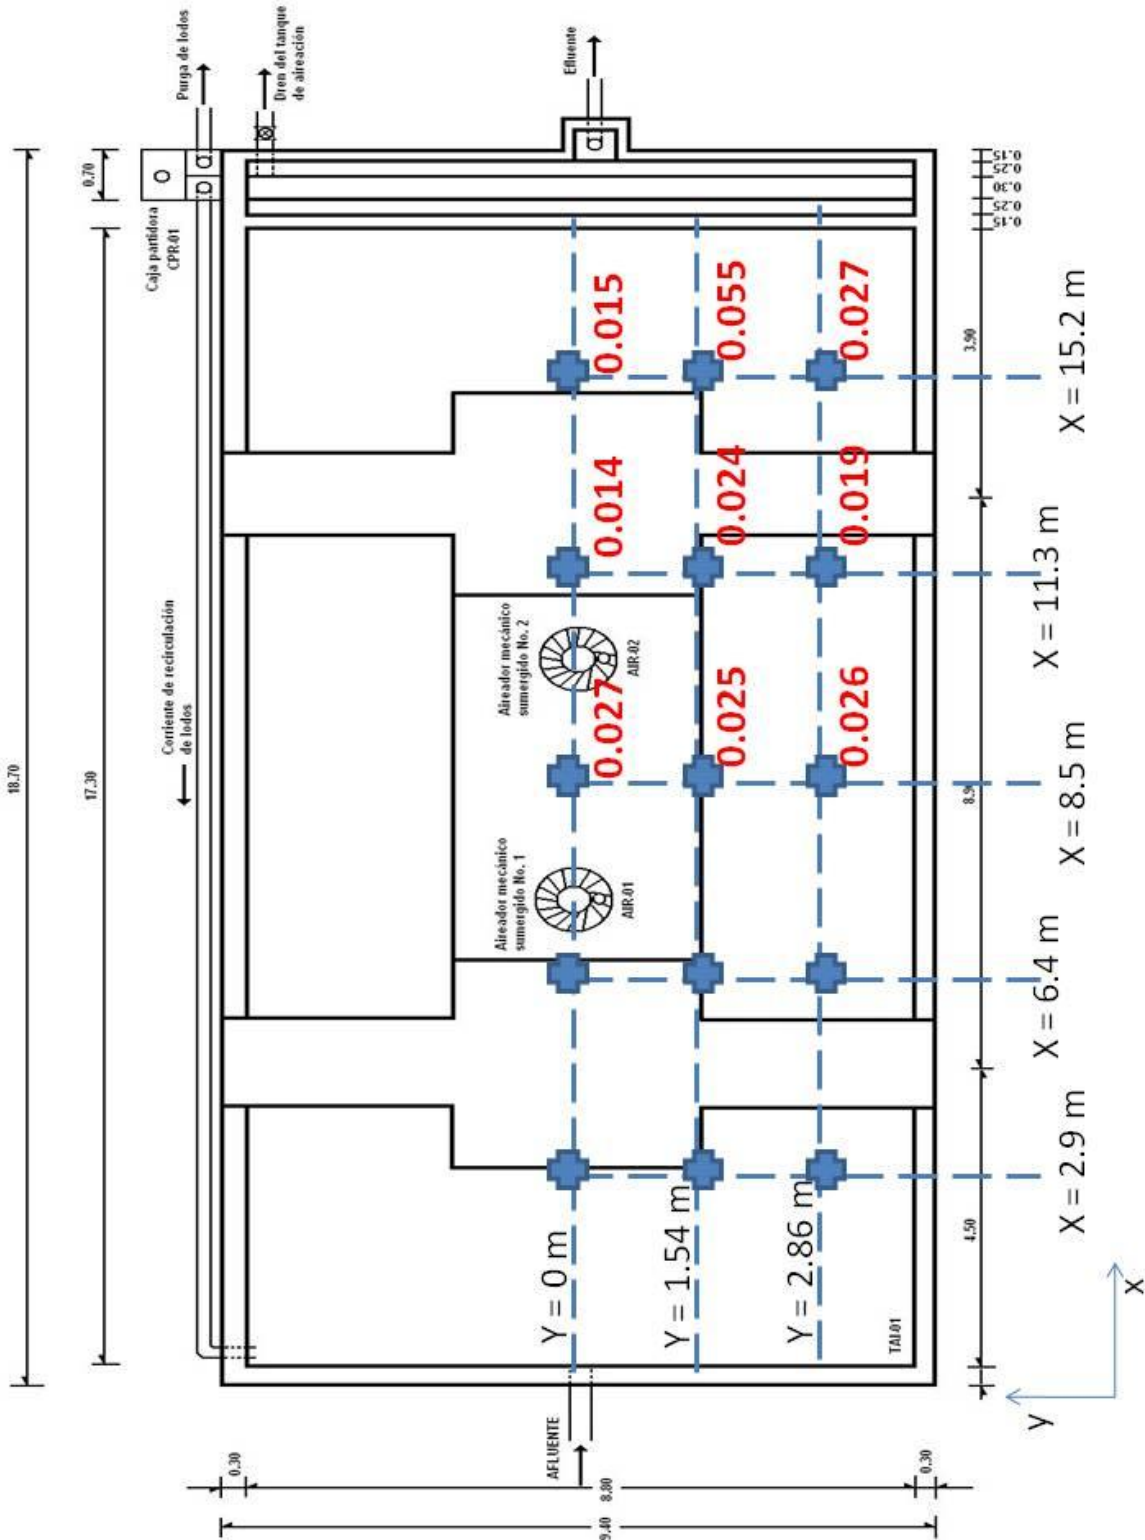 18.70
17.30
0.70
Purga de lodos
Dren del tanque
de aireación
Efluente
Caja partidora
CPR-01
Corriente de recirculación
de lodos
0.15
0.25
0.30
0.25
0.15
Aireador mecánico
sumergido No. 1
AIR-01
Aireador mecánico
sumergido No. 2
AIR-02
0.027
0.014
0.015
0.025
0.024
0.055
0.026
0.019
0.027
Y = 0 m
Y = 1.54 m
Y = 2.86 m
TAI-01
AFLUENTE
0.30
8.80
0.30
9.40
4.50
8.90
3.90
X = 2.9 m
X = 6.4 m
X = 8.5 m
X = 11.3 m
X = 15.2 m
y
x